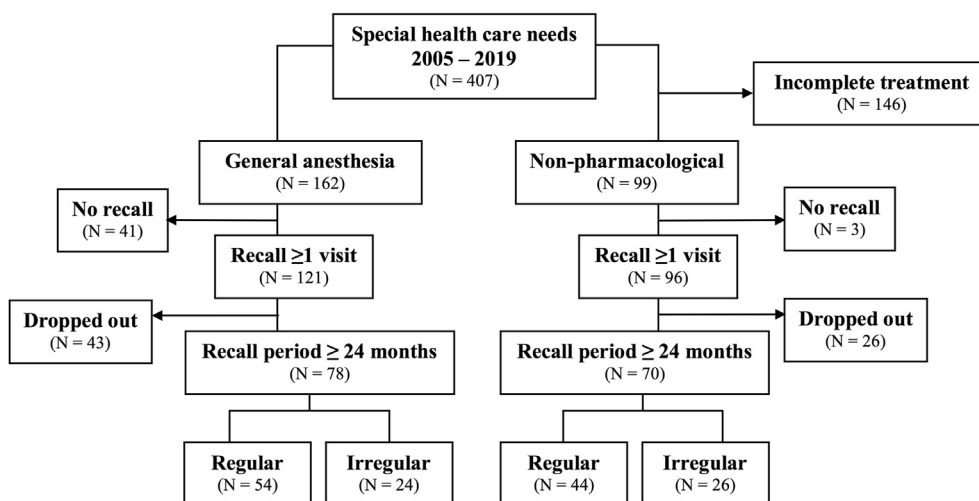 Special health care needs
2005 – 2019
(N = 407)
Incomplete treatment
(N = 146)
General anesthesia
(N = 162)
Non-pharmacological
(N = 99)
No recall
(N = 41)
No recall
(N = 3)
Recall ≥1 visit
(N = 121)
Recall ≥1 visit
(N = 96)
Dropped out
(N = 43)
Dropped out
(N = 26)
Recall period ≥ 24 months
(N = 78)
Recall period ≥ 24 months
(N = 70)
Regular
(N = 54)
Irregular
(N = 24)
Regular
(N = 44)
Irregular
(N = 26)